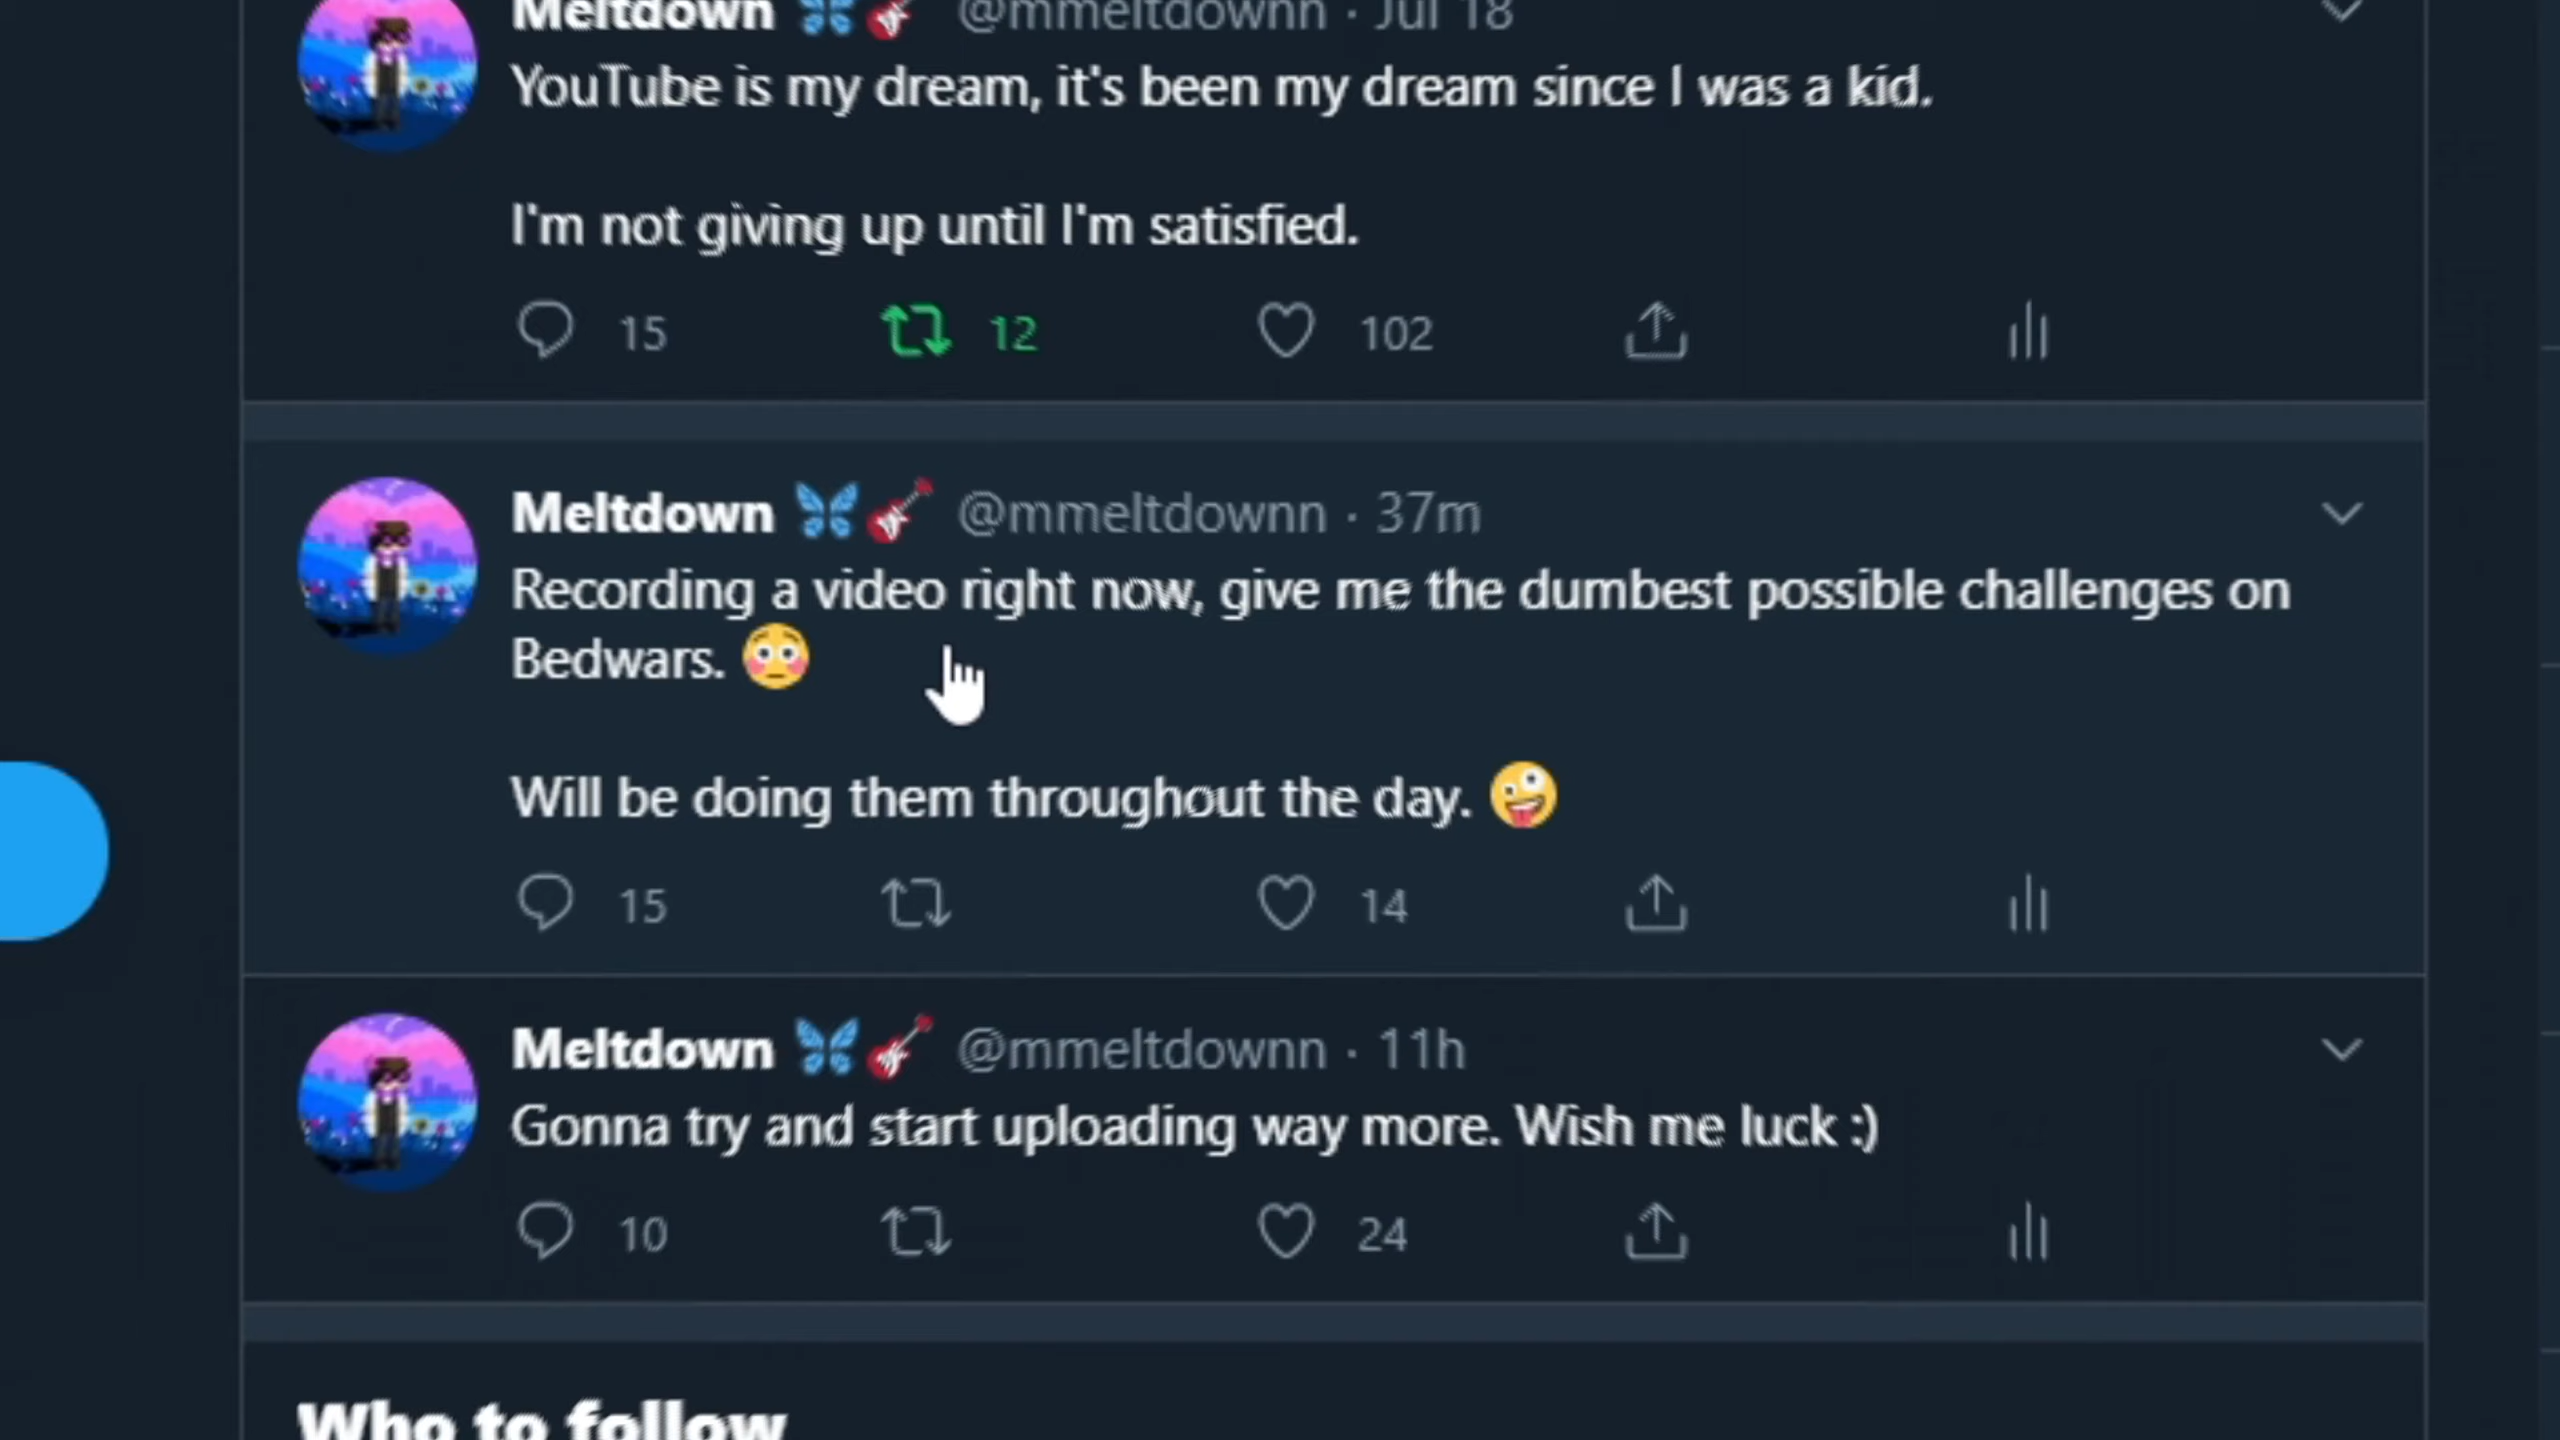 Meltdown 🦋🎸 @mmeltdownn · Jul 18
YouTube is my dream, it's been my dream since I was a kid.
I'm not giving up until I'm satisfied.
15 12 102
Meltdown 🦋🎸 @mmeltdownn · 37m
Recording a video right now, give me the dumbest possible challenges on
Bedwars. 😳
Will be doing them throughout the day. 🤪
15 14
Meltdown 🦋🎸 @mmeltdownn · 11h
Gonna try and start uploading way more. Wish me luck :)
10 24
Who to follow